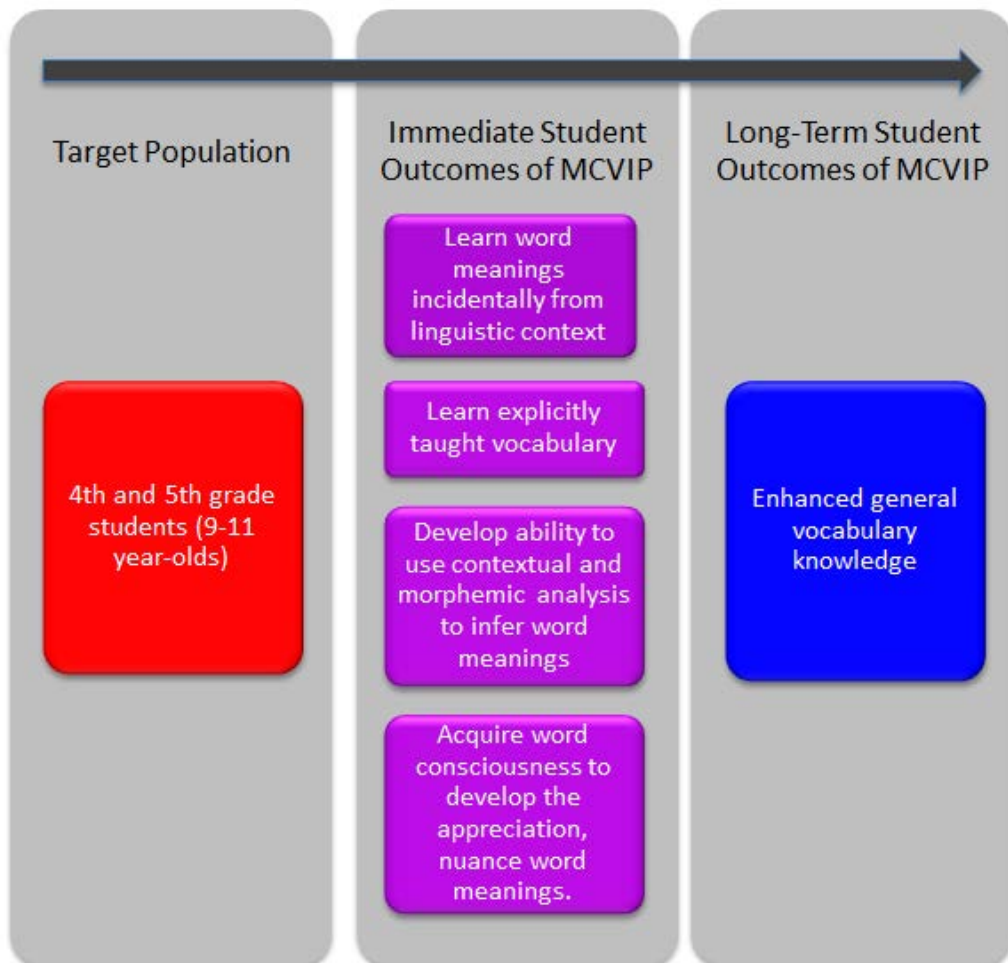 Target Population
4th and 5th grade
students (9-11
year-olds)
Immediate Student
Outcomes of MCVIP
Learn word
meanings
incidentally from
linguistic context
Learn explicitly
taught vocabulary
Develop ability to
use contextual and
morphemic analysis
to infer word
meanings
Acquire word
consciousness to
develop the
appreciation,
nuance word
meanings.
Long-Term Student
Outcomes of MCVIP
Enhanced general
vocabulary
knowledge